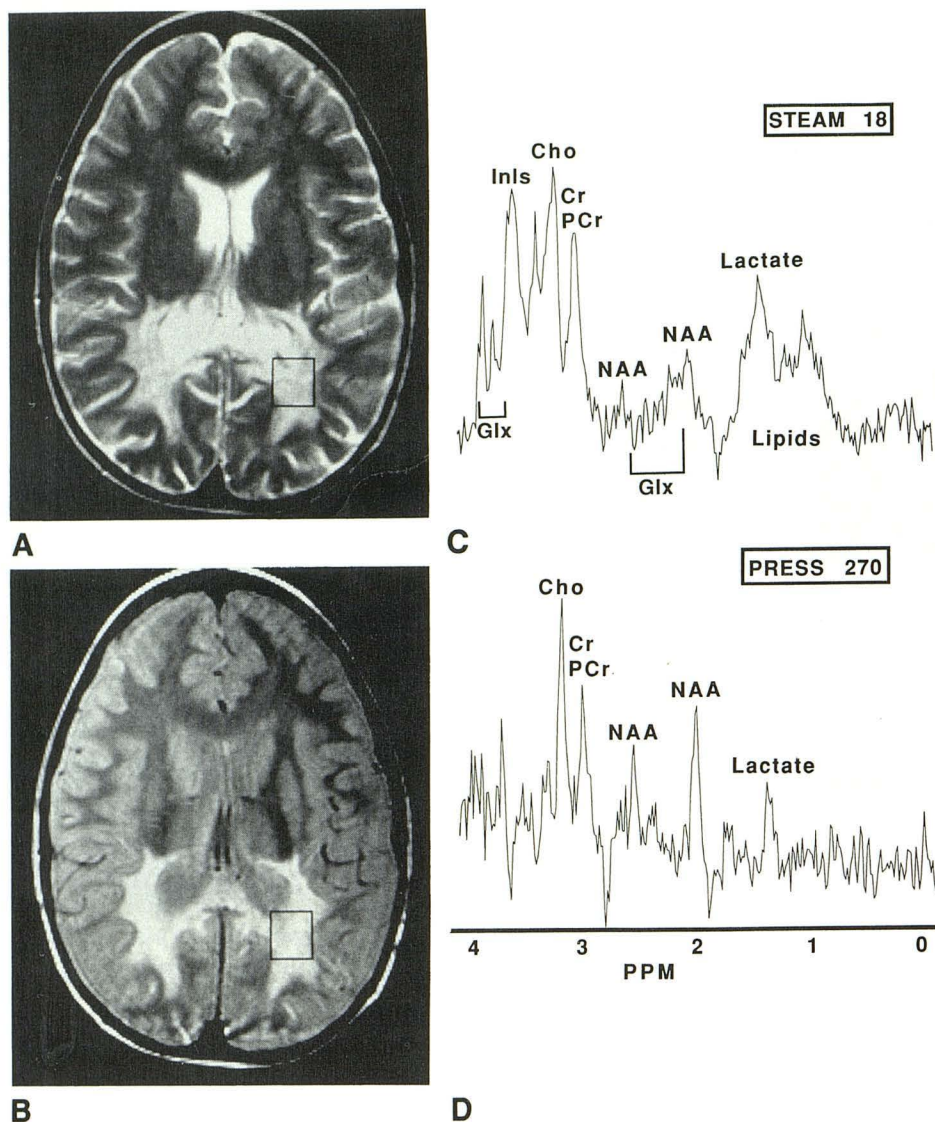 A
B
STEAM 18
Cho
Inls
Cr
PCr
Lactate
NAA
NAA
Glx
Lipids
Glx
C
PRESS 270
Cho
Cr
PCr
NAA
NAA
Lactate
4 3 2 1 0
PPM
D